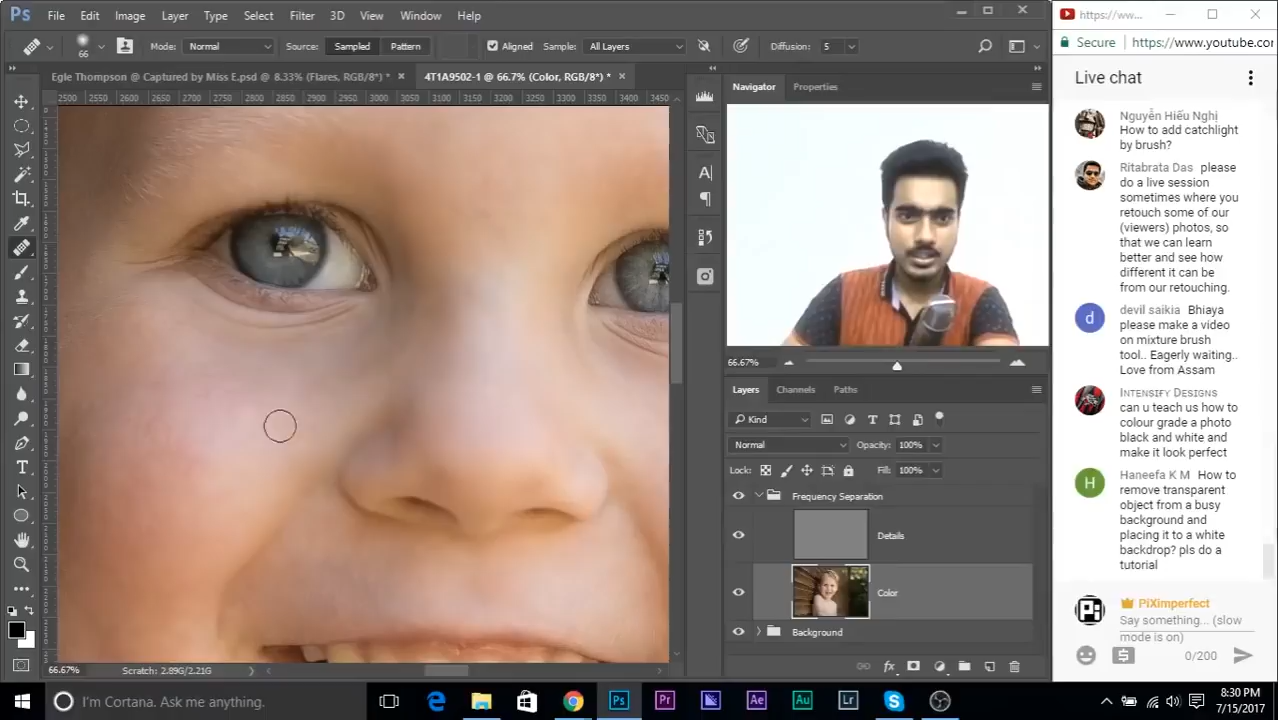 Ps File Edit Image Layer Type Select Filter 3D View Window Help
66 Mode: Normal Source: Sampled Pattern Aligned Sample: All Layers Diffusion: 5
Egle Thompson @ Captured by Miss E.psd @ 8.33% (Flares, RGB/8*) * 4T1A9502-1 @ 66.7% (Color, RGB/8*) *
2500 2550 2600 2650 2700 2750 2800 2850 2900 2950 3000 3050 3100 3150 3200 3250 3300 3350 3400 3450
66.67% Scratch: 2.89G/2.21G
Navigator Properties
66.67%
Layers Channels Paths
Kind
Normal Opacity: 100%
Lock: Fill: 100%
Frequency Separation
Details
Color
Background
https://ww...
Secure https://www.youtube.cor
Live chat
Nguyễn Hiếu Nghị
How to add catchlight
by brush?
Ritabrata Das please
do a live session
sometimes where you
retouch some of our
(viewers) photos, so
that we can learn
better and see how
different it can be
from our retouching.
devil saikia Bhiaya
please make a video
on mixture brush
tool.. Eagerly waiting..
Love from Assam
Intensify Designs
can u teach us how to
colour grade a photo
black and white and
make it look perfect
Haneefa K M How to
remove transparent
object from a busy
background and
placing it to a white
backdrop? pls do a
tutorial
PiXimperfect
Say something... (slow
mode is on)
0/200
I'm Cortana. Ask me anything.
Ps Pr Ae Au Lr
8:30 PM
7/15/2017